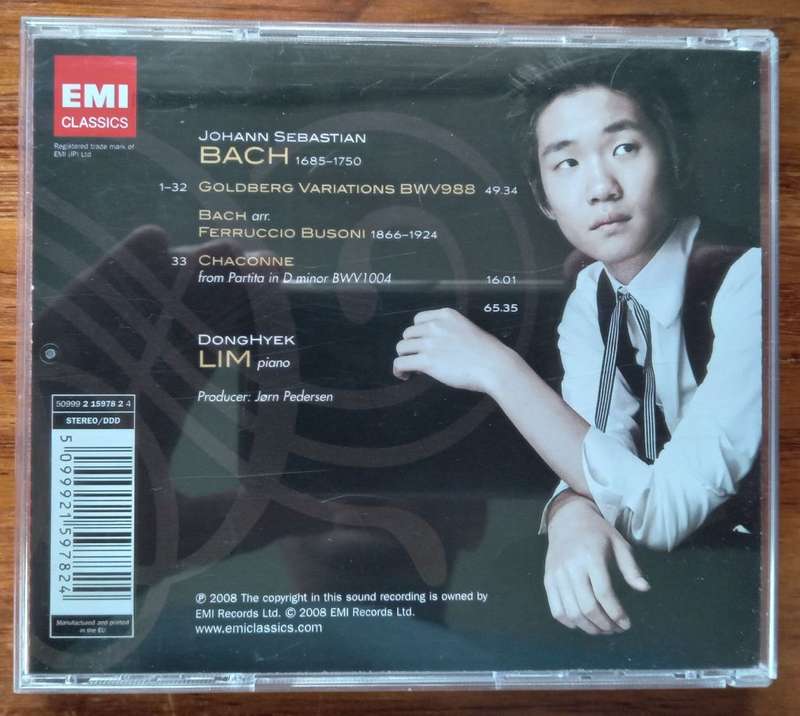 EMI
CLASSICS
Registered trade mark of
EMI (IP) Ltd
JOHANN SEBASTIAN
BACH 1685–1750
1–32 GOLDBERG VARIATIONS BWV988 49.34
BACH arr.
FERRUCCIO BUSONI 1866–1924
33 CHACONNE
from Partita in D minor BWV1004 16.01
65.35
DONGHYEK
LIM piano
Producer: Jørn Pedersen
50999 2 15978 2 4
STEREO/DDD
5 099921 597824
Manufactured and printed
in the EU
℗ 2008 The copyright in this sound recording is owned by
EMI Records Ltd. © 2008 EMI Records Ltd.
www.emiclassics.com